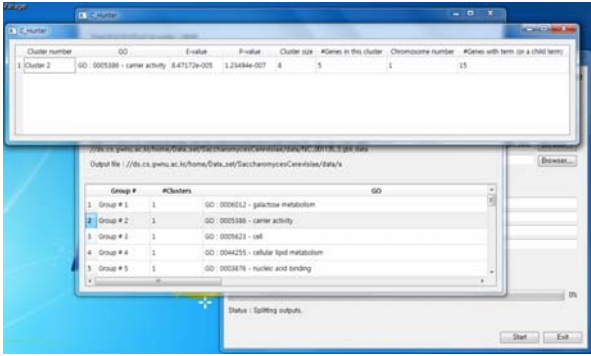 Manager
C_Hunter
C_Hunter
Cluster number GO E-value P-value Cluster size #Genes in this cluster Chromosome number #Genes with term (or a child term)
1 Cluster 2 GO : 0005386 - carrier activity 8.47172e-005 1.23494e-007 8 5 1 15
Output file : //ds.cs.gwnu.ac.kr/home/Data_set/SaccharomycesCerevisiae/data/a
Browse...
Group # #Clusters GO
1 Group # 1 1 GO : 0006012 - galactose metabolism
2 Group # 2 1 GO : 0005386 - carrier activity
3 Group # 3 1 GO : 0005623 - cell
4 Group # 4 1 GO : 0044255 - cellular lipid metabolism
5 Group # 5 1 GO : 0003676 - nucleic acid binding
0%
Status : Splitting outputs.
Start Exit